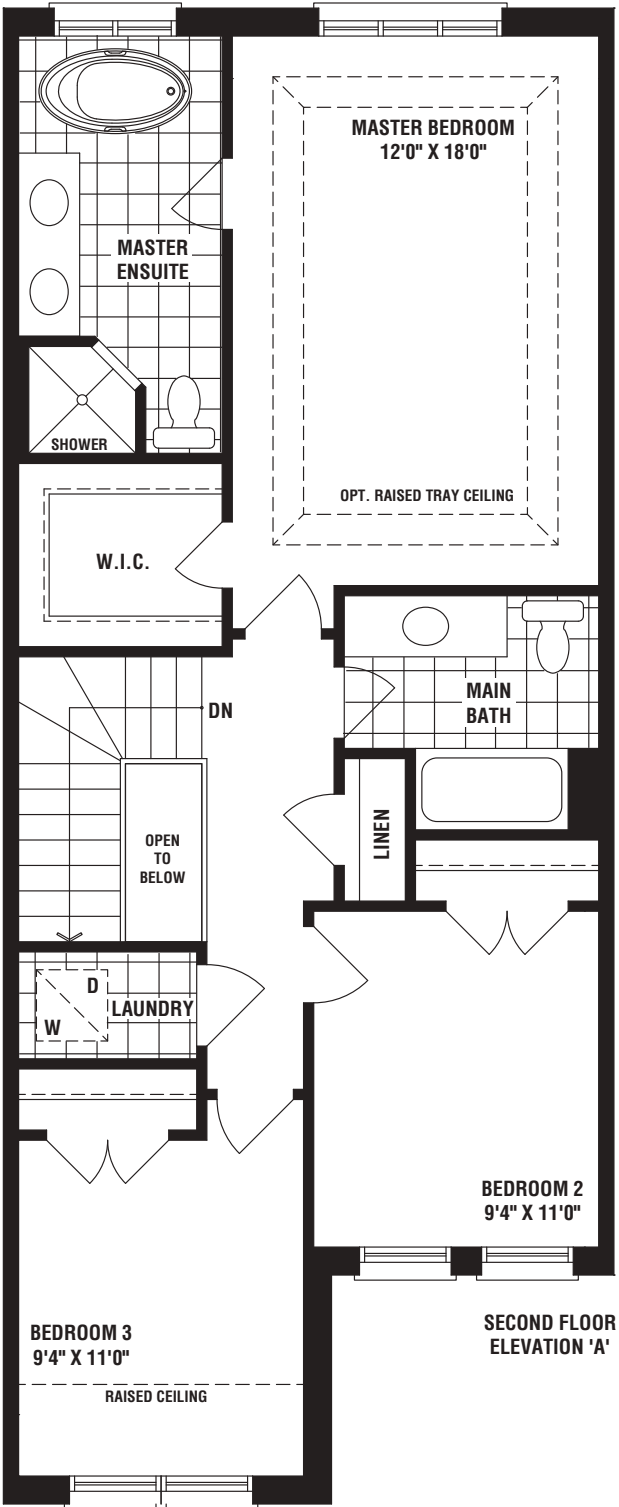 MASTER BEDROOM
12'0" X 18'0"
MASTER
ENSUITE
SHOWER
OPT. RAISED TRAY CEILING
W.I.C.
DN
MAIN
BATH
OPEN
TO
BELOW
LINEN
D
W
LAUNDRY
BEDROOM 2
9'4" X 11'0"
BEDROOM 3
9'4" X 11'0"
RAISED CEILING
SECOND FLOOR
ELEVATION 'A'